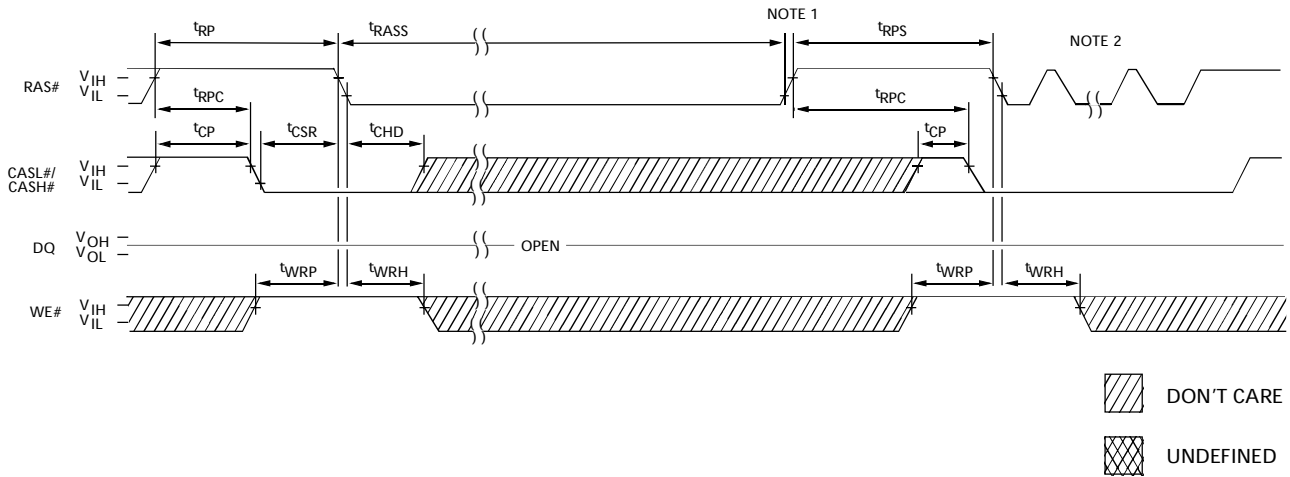 NOTE 1
tRP
tRASS
tRPS
NOTE 2
RAS#
VIH
VIL
tRPC
tRPC
tCP
tCSR
tCHD
tCP
CASL#/
CASH#
VIH
VIL
DQ
VOH
VOL
OPEN
tWRP
tWRH
tWRP
tWRH
WE#
VIH
VIL
DON'T CARE
UNDEFINED